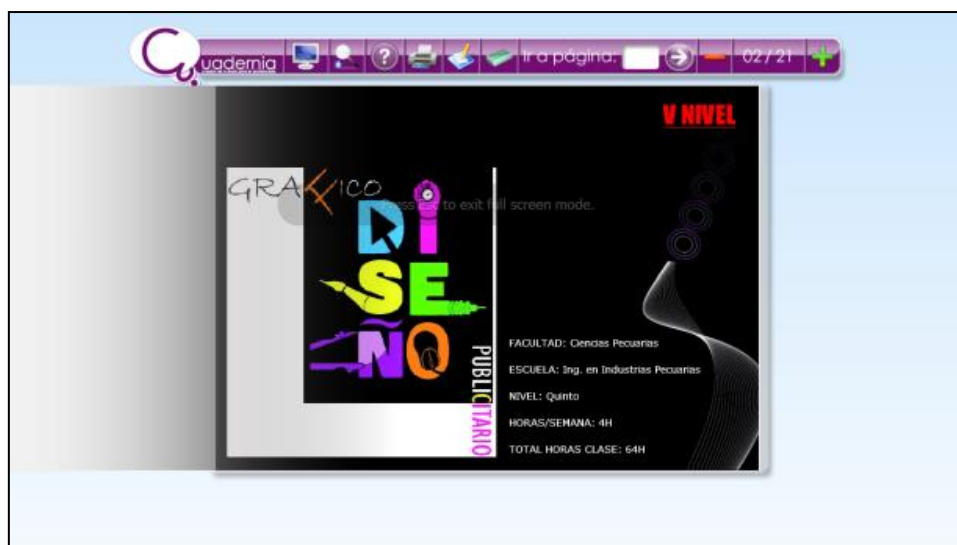 Cuadernia
Ir a página:
02 / 21
V NIVEL
GRAFICO
Press Esc to exit full screen mode.
DI
SE
ÑO
PUBLICITARIO
FACULTAD: Ciencias Pecuarias
ESCUELA: Ing. en Industrias Pecuarias
NIVEL: Quinto
HORAS/SEMANA: 4H
TOTAL HORAS CLASE: 64H